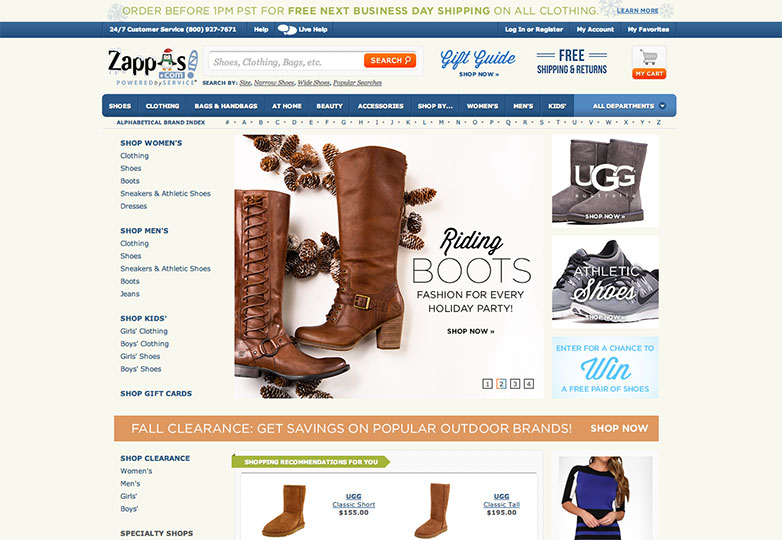 ORDER BEFORE 1PM PST FOR FREE NEXT BUSINESS DAY SHIPPING ON ALL CLOTHING. LEARN MORE
24/7 Customer Service (800) 927-7671 Help Live Help Log In or Register My Account My Favorites
Zappos!
.com
POWERED by SERVICE
Shoes, Clothing, Bags, etc. SEARCH
SEARCH BY: Size, Narrow Shoes, Wide Shoes, Popular Searches
Gift Guide
SHOP NOW »
FREE
SHIPPING & RETURNS
MY CART
SHOES CLOTHING BAGS & HANDBAGS AT HOME BEAUTY ACCESSORIES SHOP BY... WOMEN'S MEN'S KIDS' ALL DEPARTMENTS
ALPHABETICAL BRAND INDEX # • A • B • C • D • E • F • G • H • I • J • K • L • M • N • O • P • Q • R • S • T • U • V • W • X • Y • Z
SHOP WOMEN'S
Clothing
Shoes
Boots
Sneakers & Athletic Shoes
Dresses
SHOP MEN'S
Clothing
Shoes
Sneakers & Athletic Shoes
Boots
Jeans
SHOP KIDS'
Girls' Clothing
Boys' Clothing
Girls' Shoes
Boys' Shoes
SHOP GIFT CARDS
Riding
BOOTS
FASHION FOR EVERY
HOLIDAY PARTY!
SHOP NOW »
1 2 3 4
UGG
australia
SHOP NOW »
ATHLETIC
Shoes
SHOP NOW »
ENTER FOR A CHANCE TO
Win
A FREE PAIR OF SHOES
FALL CLEARANCE: GET SAVINGS ON POPULAR OUTDOOR BRANDS! SHOP NOW
SHOP CLEARANCE
Women's
Men's
Girls'
Boys'
SPECIALTY SHOPS
SHOPPING RECOMMENDATIONS FOR YOU
UGG
Classic Short
$155.00
UGG
Classic Tall
$195.00